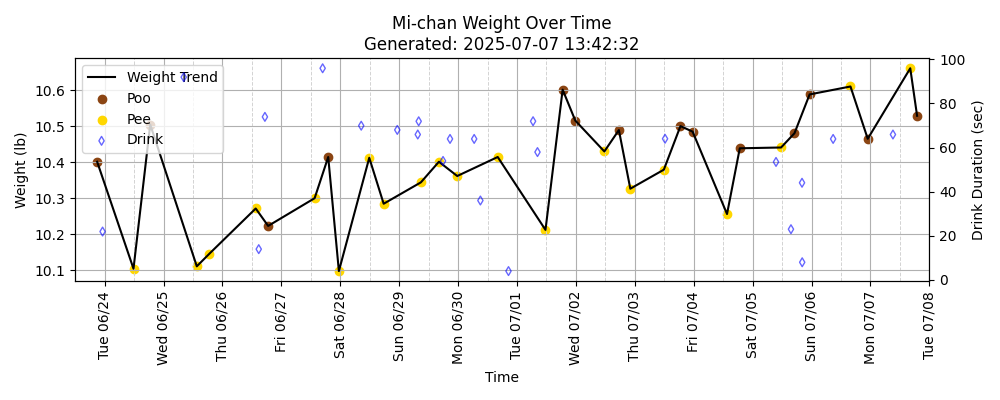 Mi-chan Weight Over Time
Generated: 2025-07-07 13:42:32
Weight Trend
Poo
Pee
Drink
Weight (lb)
10.6
10.5
10.4
10.3
10.2
10.1
100
80
60
40
20
0
Drink Duration (sec)
Tue 06/24
Wed 06/25
Thu 06/26
Fri 06/27
Sat 06/28
Sun 06/29
Mon 06/30
Tue 07/01
Wed 07/02
Thu 07/03
Fri 07/04
Sat 07/05
Sun 07/06
Mon 07/07
Tue 07/08
Time